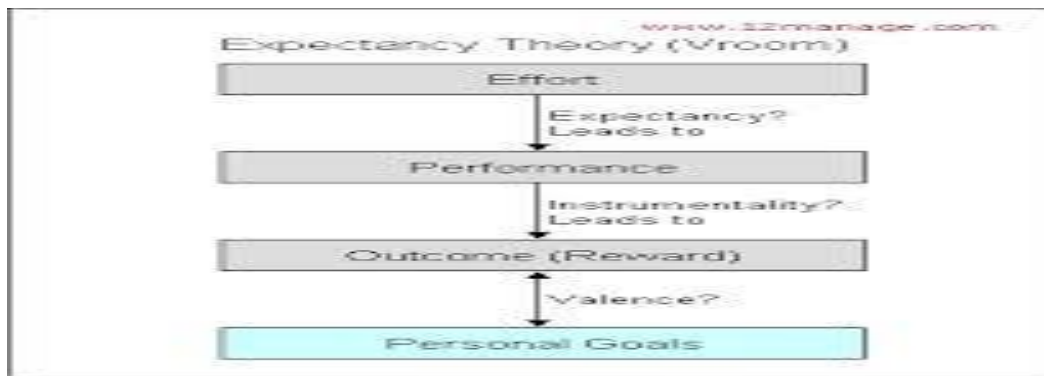 www.12manage.com
Expectancy Theory (Vroom)
Effort
Expectancy?
Leads to
Performance
Instrumentality?
Leads to
Outcome (Reward)
Valence?
Personal Goals